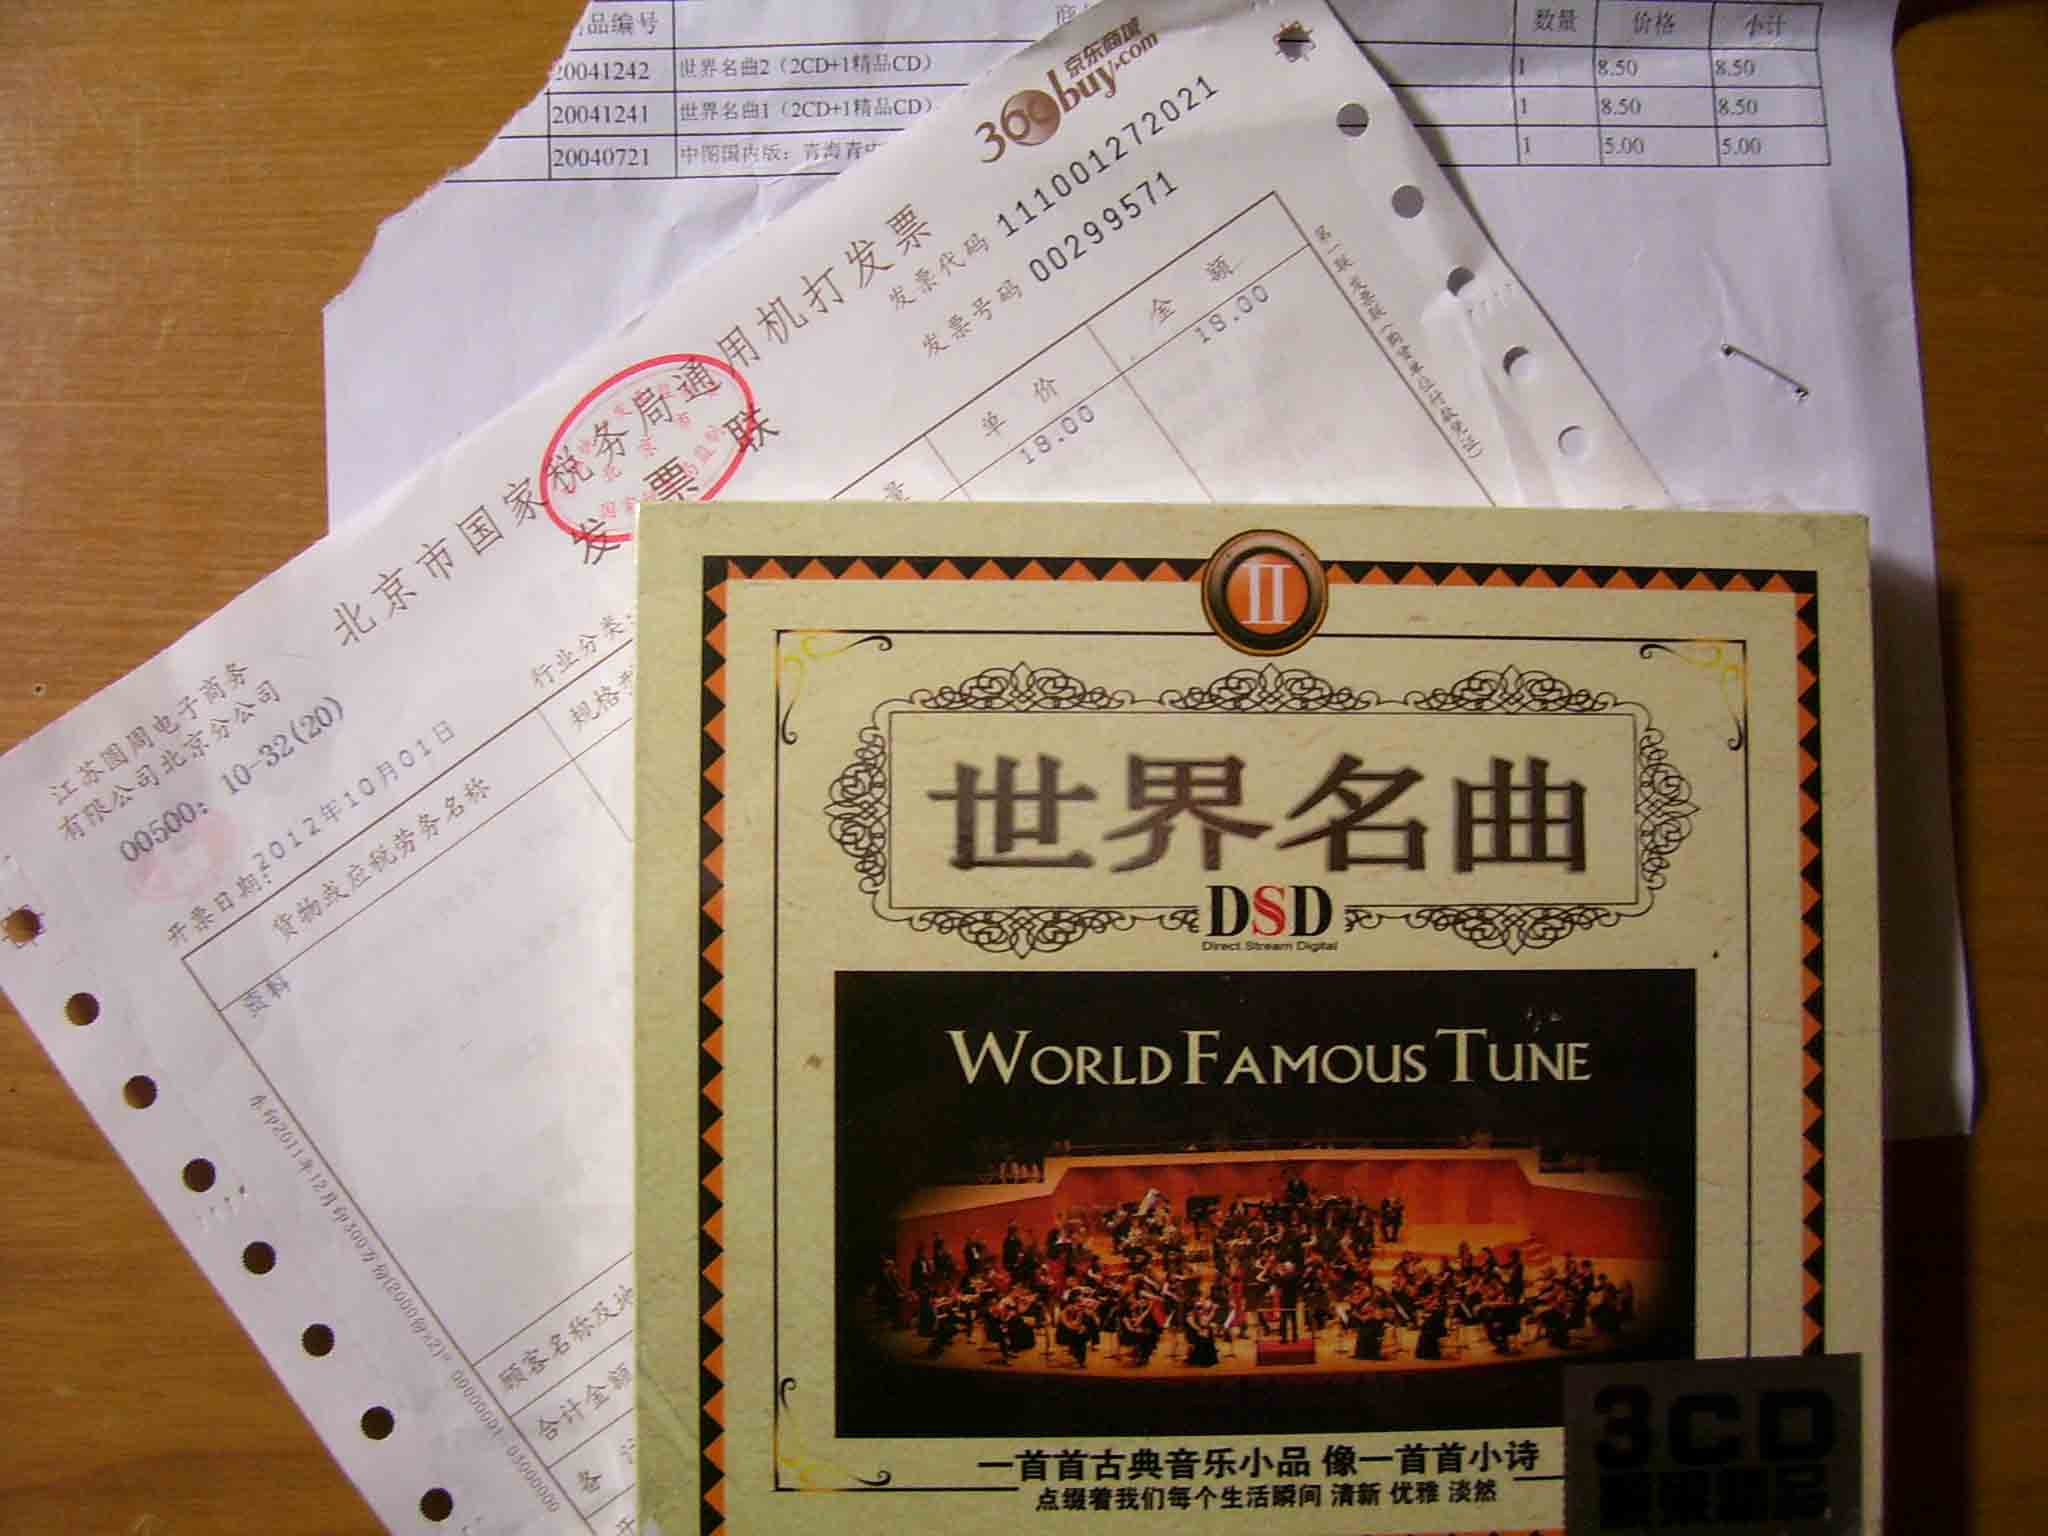 品编号 数量 价格 小计
20041242 世界名曲2（2CD+1精品CD） 1 8.50 8.50
20041241 世界名曲1（2CD+1精品CD） 1 8.50 8.50
20040721 中图国内版：青海青 1 5.00 5.00
京东商城
360buy.com
北京市国家税务局通用机打发票
发票联
发票代码 111001272021
发票号码 00299571
江苏圆周电子商务
有限公司北京分公司
00500: 10-32(20)
开票日期:2012年10月01日
行业分类:
货物或应税劳务名称 规格 量 单价 金额
资料 18.00 18.00
顾客名称及地
合计金额
备
II
世界名曲
DSD
Direct Stream Digital
WORLD FAMOUS TUNE
一首首古典音乐小品 像一首首小诗
点缀着我们每个生活瞬间 清新 优雅 淡然
3CD